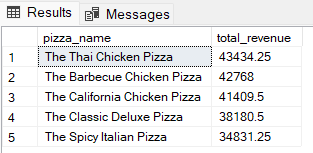 Results Messages
pizza_name total_revenue
1 The Thai Chicken Pizza 43434.25
2 The Barbecue Chicken Pizza 42768
3 The California Chicken Pizza 41409.5
4 The Classic Deluxe Pizza 38180.5
5 The Spicy Italian Pizza 34831.25